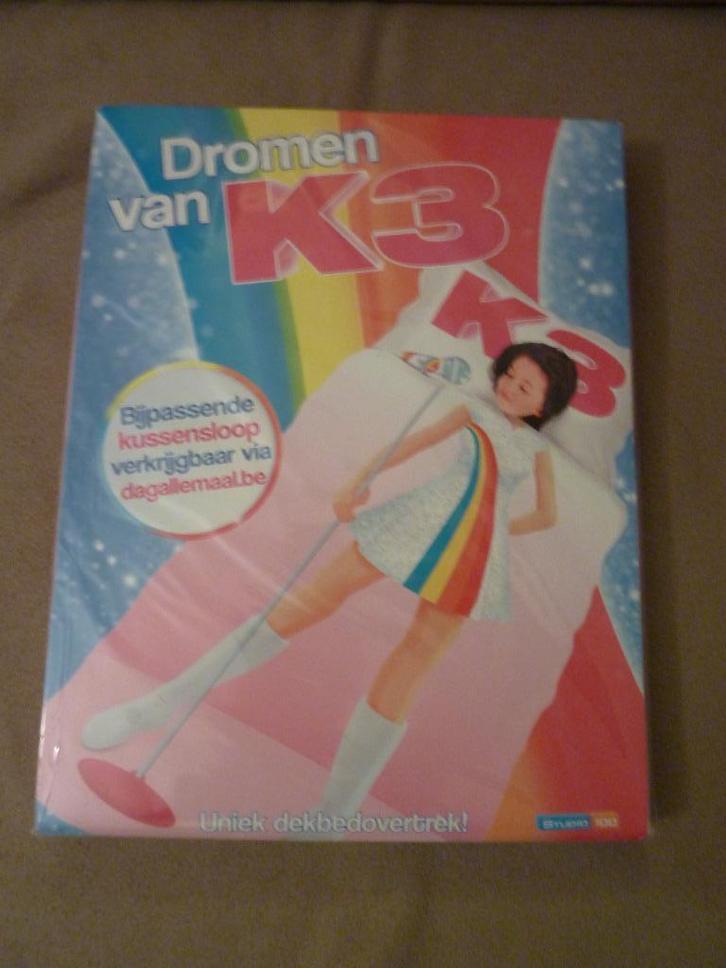 Dromen
van K3
K3
Bijpassende
kussensloop
verkrijgbaar via
dagallemaal.be
Uniek dekbedovertrek!
STUDIO 100